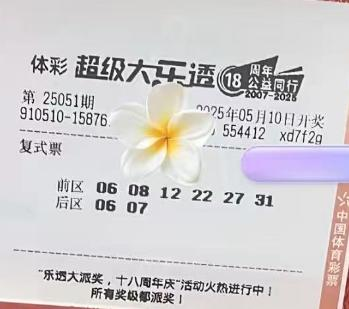 体彩 超级大乐透 18 周年 公益同行 2007-2025
第 25051期 2025年05月10日开奖
910510-15876 554412 xd7f2g
复式票
前区 06 08 12 22 27 31
后区 06 07
"乐透大派奖，十八周年庆"活动火热进行中！
所有奖级都派奖！
中国体育彩票